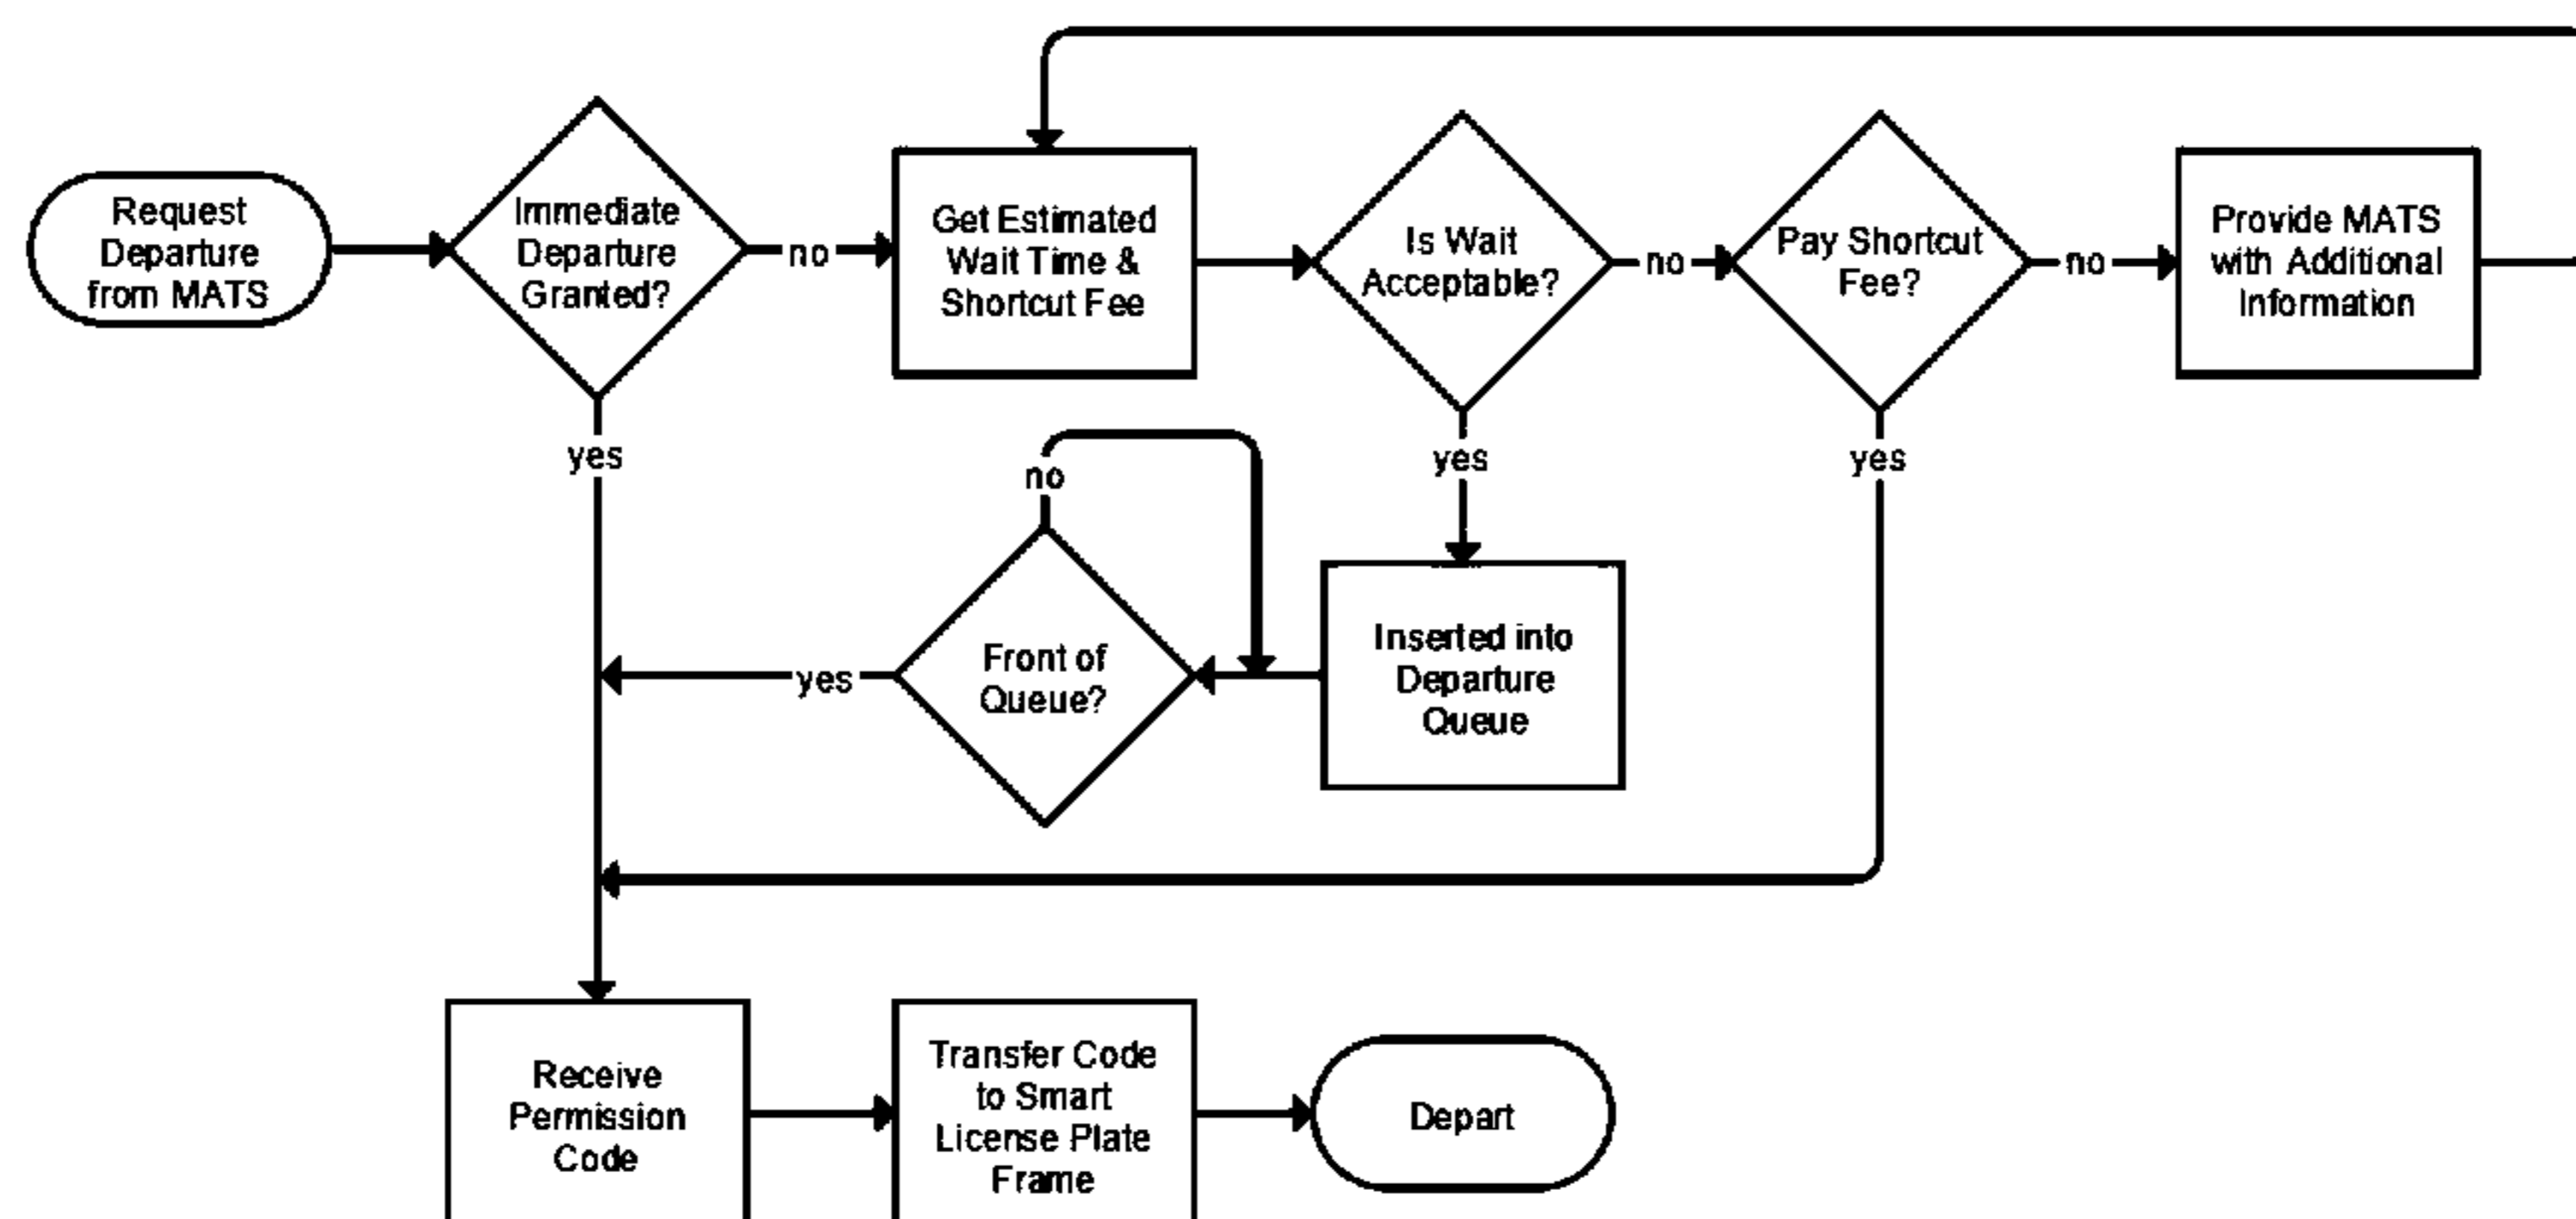 Request
Departure
from MATS
Immediate
Departure
Granted?
no
Get Estimated
Wait Time &
Shortcut Fee
Is Wait
Acceptable?
no
Pay Shortcut
Fee?
no
Provide MATS
with Additional
Information
yes
no
yes
yes
Front of
Queue?
yes
Inserted into
Departure
Queue
Receive
Permission
Code
Transfer Code
to Smart
License Plate
Frame
Depart